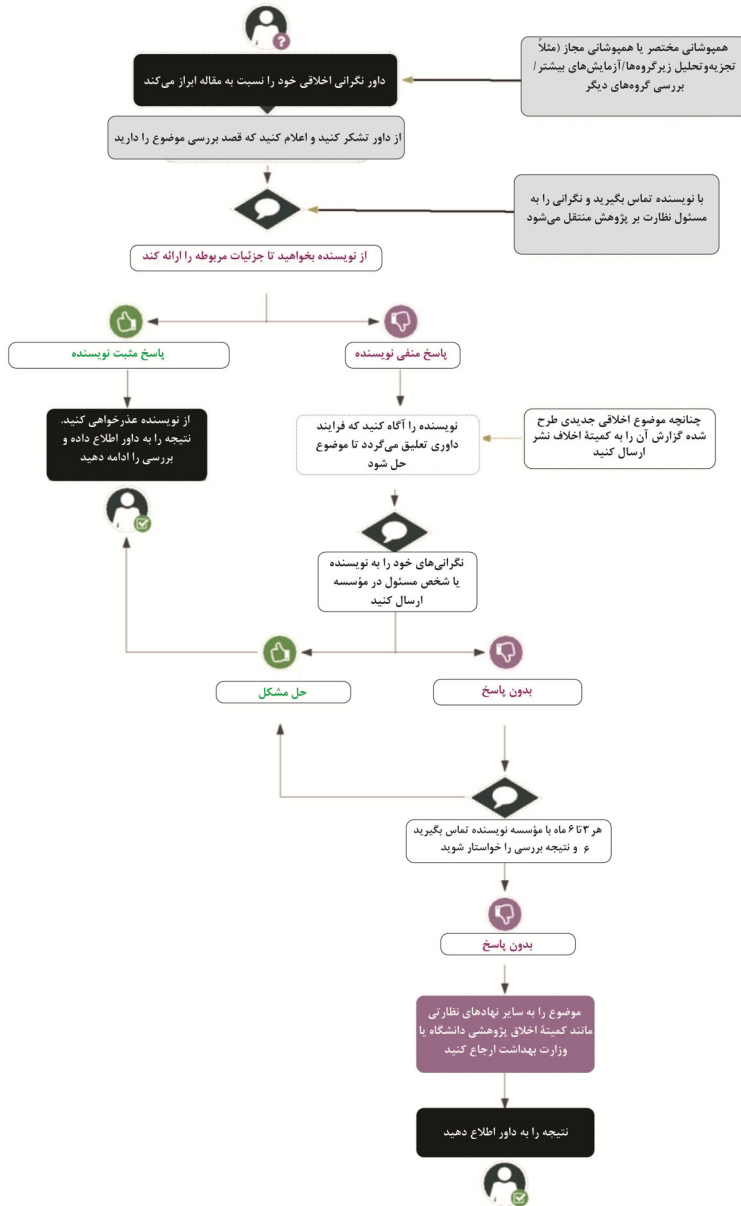 همپوشانی مختصر یا همپوشانی مجاز (مثلاً
تجزیه‌وتحلیل زیرگروه‌ها/آزمایش‌های بیشتر/
بررسی گروه‌های دیگر
داور نگرانی اخلاقی خود را نسبت به مقاله ابراز می‌کند
از داور تشکر کنید و اعلام کنید که قصد بررسی موضوع را دارید
با نویسنده تماس بگیرید و نگرانی را به
مسئول نظارت بر پژوهش منتقل می‌شود
از نویسنده بخواهید تا جزئیات مربوطه را ارائه کند
پاسخ منفی نویسنده
پاسخ مثبت نویسنده
از نویسنده عذرخواهی کنید.
نتیجه را به داور اطلاع داده و
بررسی را ادامه دهید
نویسنده را آگاه کنید که فرایند
داوری تعلیق می‌گردد تا موضوع
حل شود
چنانچه موضوع اخلاقی جدیدی طرح
شده گزارش آن را به کمیتهٔ اخلاف نشر
ارسال کنید
نگرانی‌های خود را به نویسنده
یا شخص مسئول در مؤسسه
ارسال کنید
بدون پاسخ
حل مشکل
هر ۳ تا ۶ ماه با مؤسسه نویسنده تماس بگیرید
۶ و نتیجه بررسی را خواستار شوید
بدون پاسخ
موضوع را به سایر نهادهای نظارتی
مانند کمیتهٔ اخلاق پژوهشی دانشگاه یا
وزارت بهداشت ارجاع کنید
نتیجه را به داور اطلاع دهید